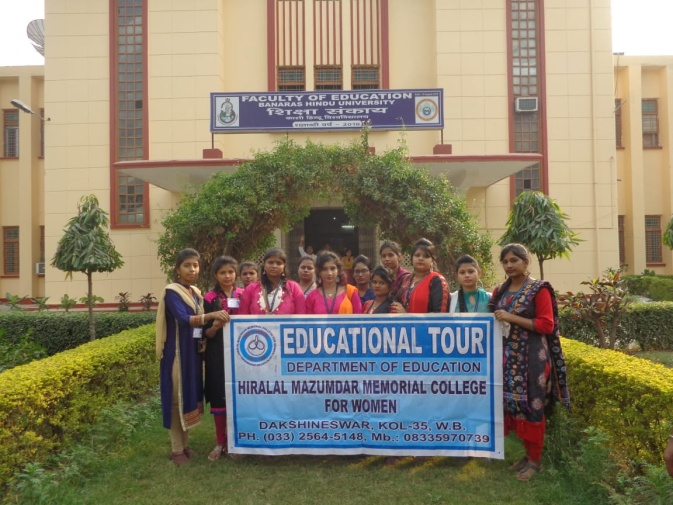 FACULTY OF EDUCATION
BANARAS HINDU UNIVERSITY
शिक्षा संकाय
काशी हिन्दू विश्वविद्यालय
EDUCATIONAL TOUR
DEPARTMENT OF EDUCATION
HIRALAL MAZUMDAR MEMORIAL COLLEGE
FOR WOMEN
DAKSHINESWAR, KOL-35, W.B.
PH. (033) 2564-5148, Mb.: 08335970739